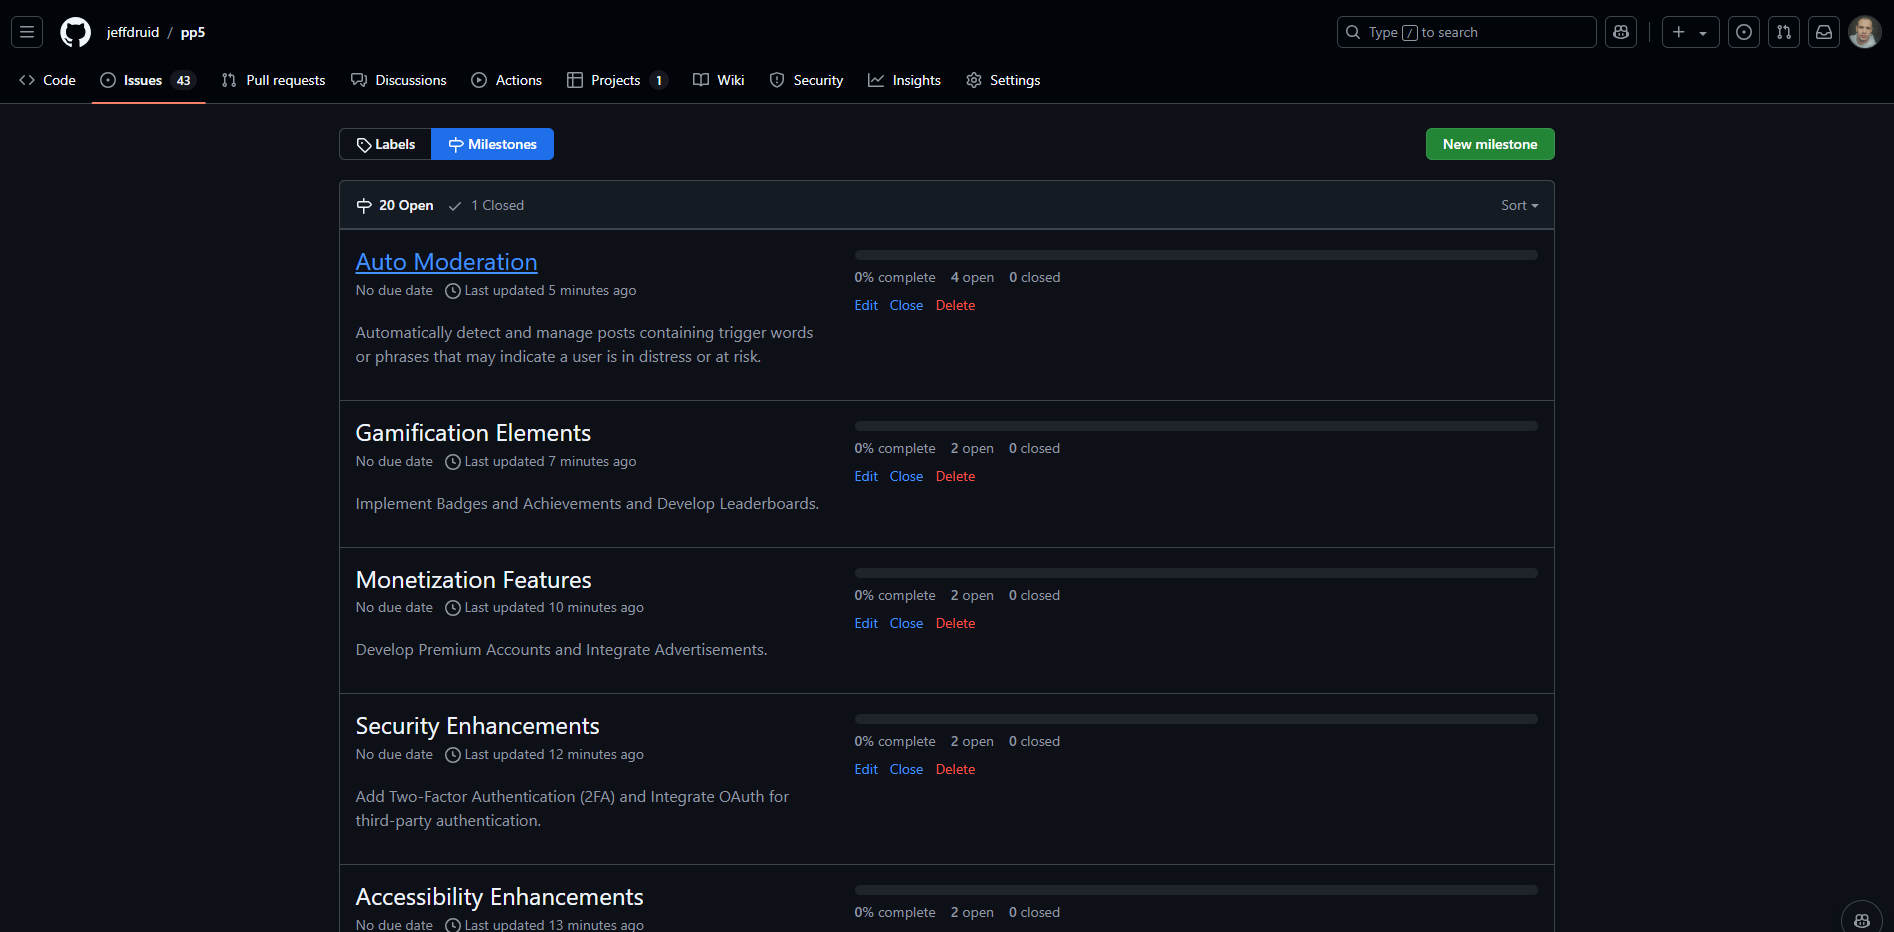 jeffdruid / pp5
Type / to search
Code
Issues 43
Pull requests
Discussions
Actions
Projects 1
Wiki
Security
Insights
Settings
Labels
Milestones
New milestone
20 Open
1 Closed
Sort
Auto Moderation
No due date Last updated 5 minutes ago
Automatically detect and manage posts containing trigger words
or phrases that may indicate a user is in distress or at risk.
0% complete 4 open 0 closed
Edit Close Delete
Gamification Elements
No due date Last updated 7 minutes ago
Implement Badges and Achievements and Develop Leaderboards.
0% complete 2 open 0 closed
Edit Close Delete
Monetization Features
No due date Last updated 10 minutes ago
Develop Premium Accounts and Integrate Advertisements.
0% complete 2 open 0 closed
Edit Close Delete
Security Enhancements
No due date Last updated 12 minutes ago
Add Two-Factor Authentication (2FA) and Integrate OAuth for
third-party authentication.
0% complete 2 open 0 closed
Edit Close Delete
Accessibility Enhancements
No due date Last updated 13 minutes ago
0% complete 2 open 0 closed